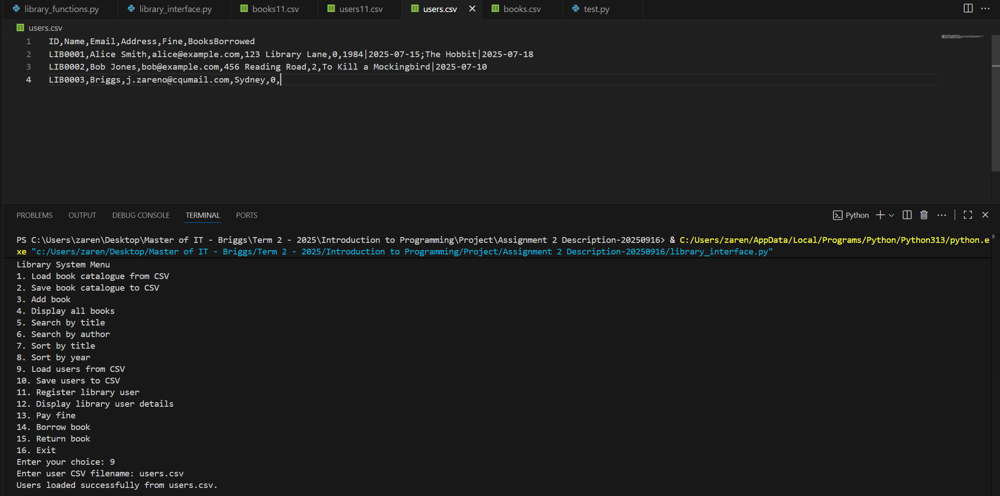 library_functions.py library_interface.py books11.csv users11.csv users.csv books.csv test.py
users.csv
1 ID,Name,Email,Address,Fine,BooksBorrowed
2 LIB0001,Alice Smith,alice@example.com,123 Library Lane,0,1984|2025-07-15;The Hobbit|2025-07-18
3 LIB0002,Bob Jones,bob@example.com,456 Reading Road,2,To Kill a Mockingbird|2025-07-10
4 LIB0003,Briggs,j.zareno@cqumail.com,Sydney,0,
PROBLEMS OUTPUT DEBUG CONSOLE TERMINAL PORTS Python
PS C:\Users\zaren\Desktop\Master of IT - Briggs\Term 2 - 2025\Introduction to Programming\Project\Assignment 2 Description-20250916> & C:/Users/zaren/AppData/Local/Programs/Python/Python313/python.e
xe "c:/Users/zaren/Desktop/Master of IT - Briggs/Term 2 - 2025/Introduction to Programming/Project/Assignment 2 Description-20250916/library_interface.py"
Library System Menu
1. Load book catalogue from CSV
2. Save book catalogue to CSV
3. Add book
4. Display all books
5. Search by title
6. Search by author
7. Sort by title
8. Sort by year
9. Load users from CSV
10. Save users to CSV
11. Register library user
12. Display library user details
13. Pay fine
14. Borrow book
15. Return book
16. Exit
Enter your choice: 9
Enter user CSV filename: users.csv
Users loaded successfully from users.csv.